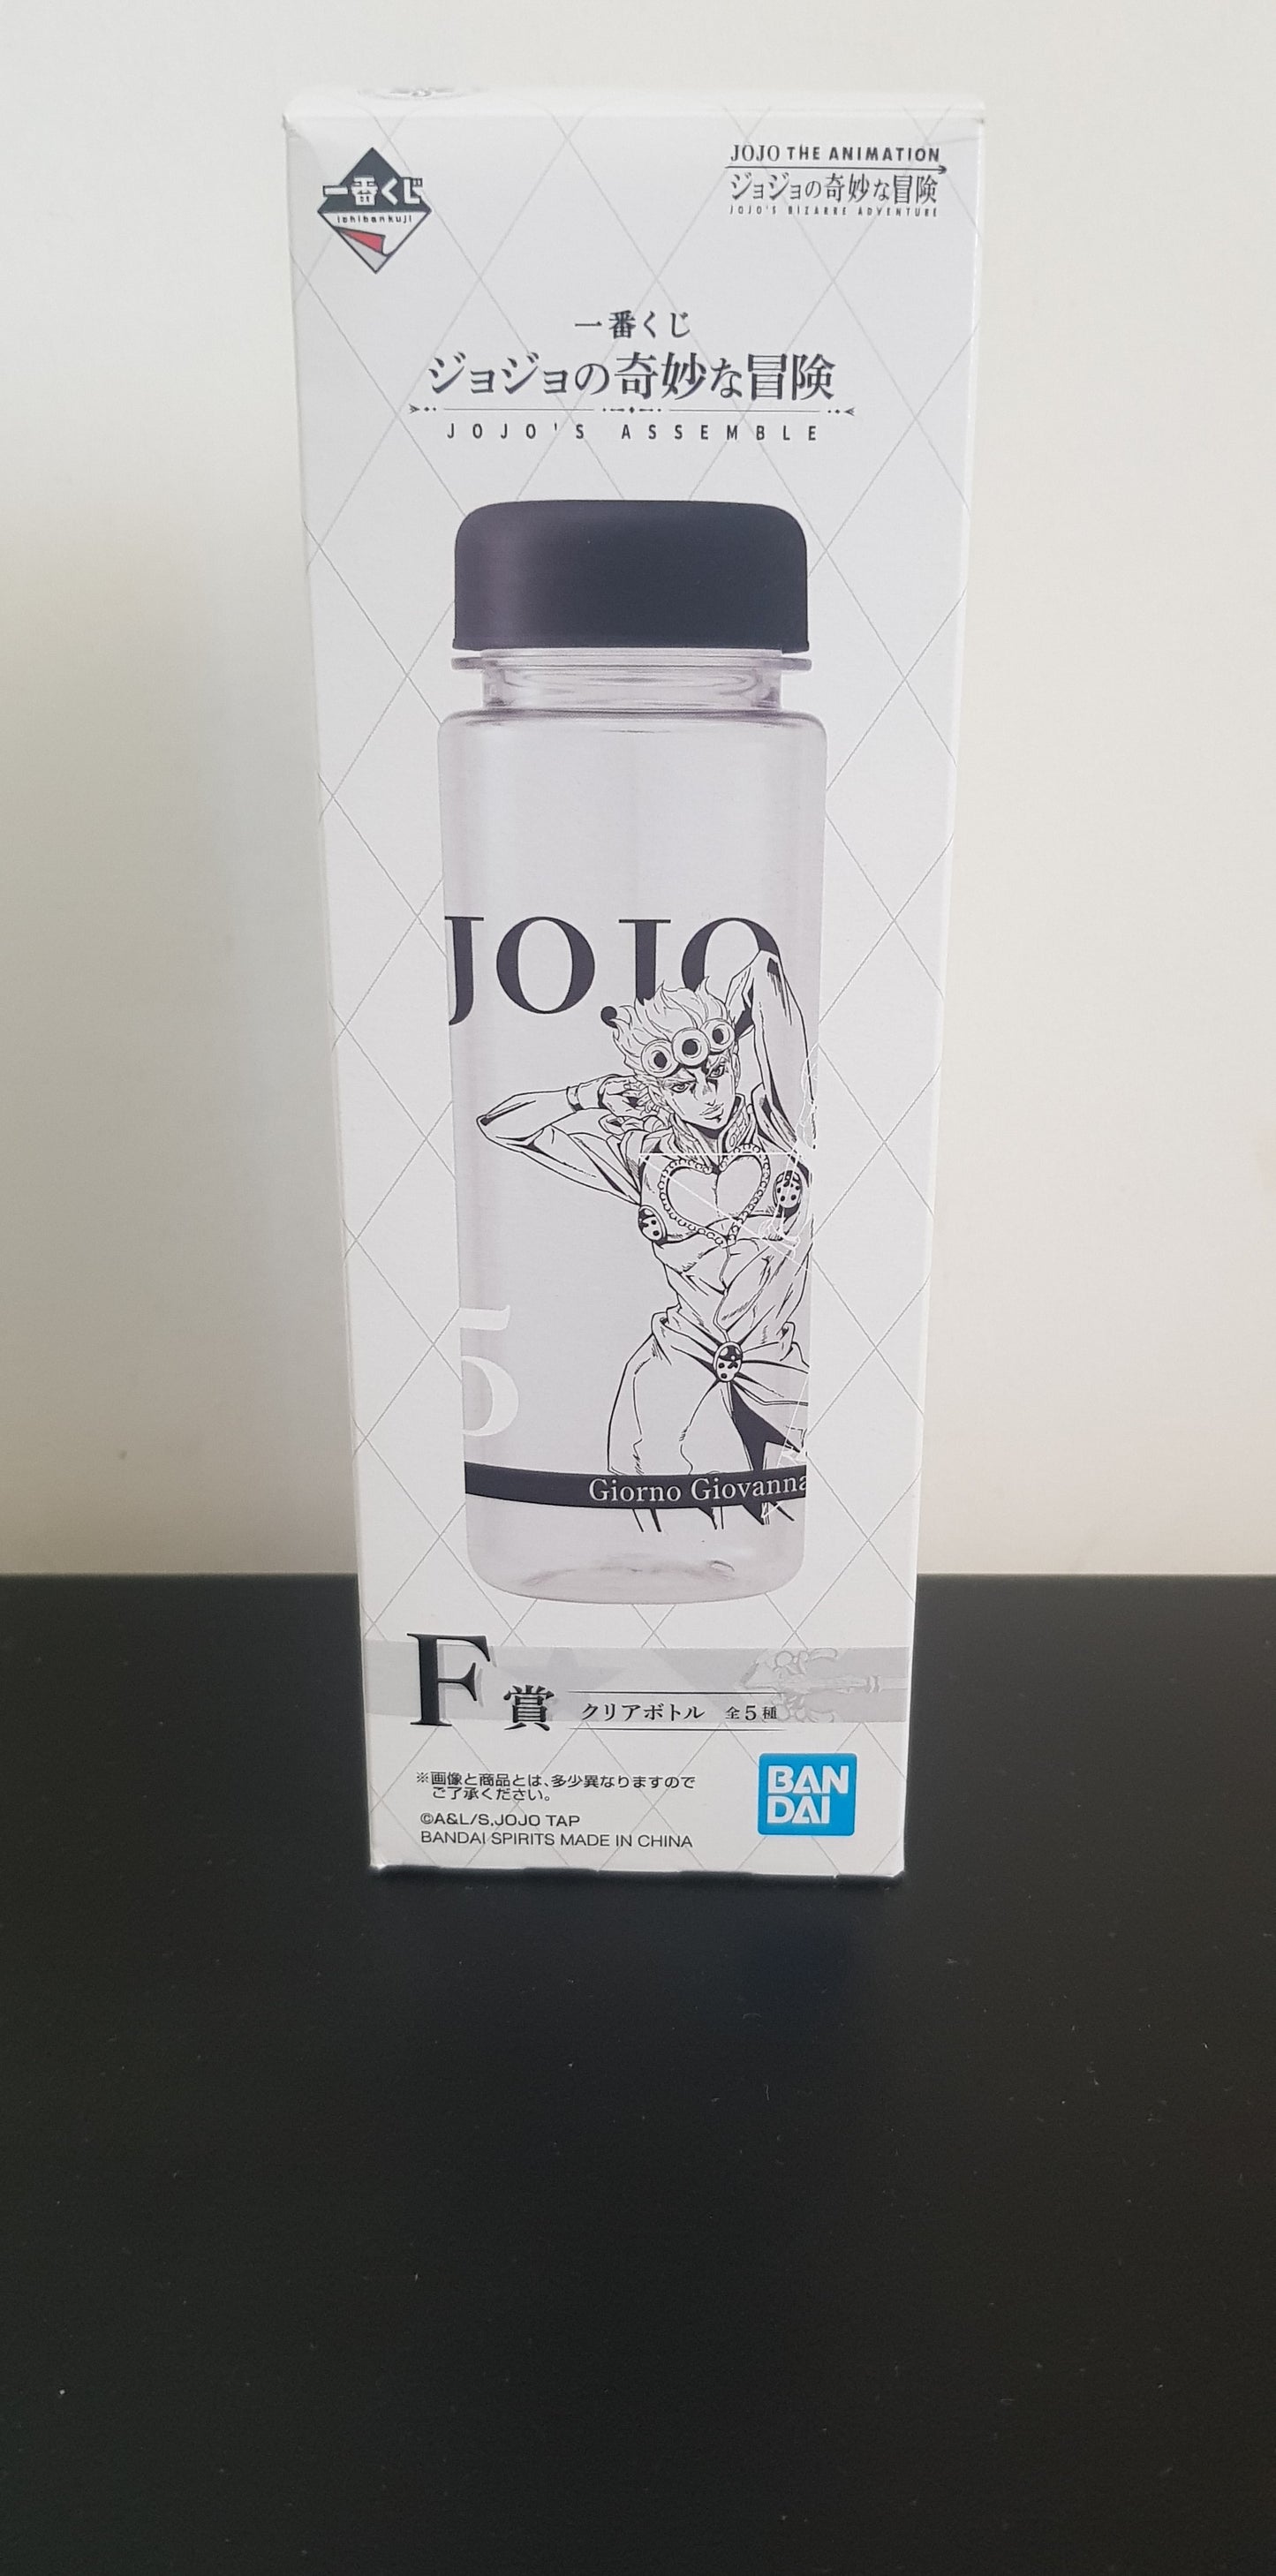 一番くじ
ichibankuji
JOJO THE ANIMATION
ジョジョの奇妙な冒険
JOJO'S BIZARRE ADVENTURE
一番くじ
ジョジョの奇妙な冒険
JOJO'S ASSEMBLE
JOJO
5
Giorno Giovanna
F賞 クリアボトル 全5種
※画像と商品とは、多少異なりますので
ご了承ください。
©A&L/S,JOJO TAP
BANDAI SPIRITS MADE IN CHINA
BAN
DAI